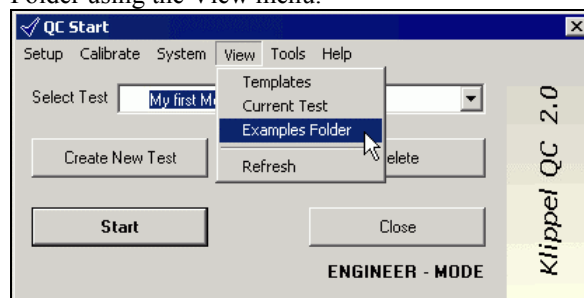 Folder using the View menu.
QC Start
Setup Calibrate System View Tools Help
Templates
Select Test My first M
Current Test
Examples Folder
Create New Test
elete
Refresh
Start Close
ENGINEER - MODE
Klippel QC 2.0